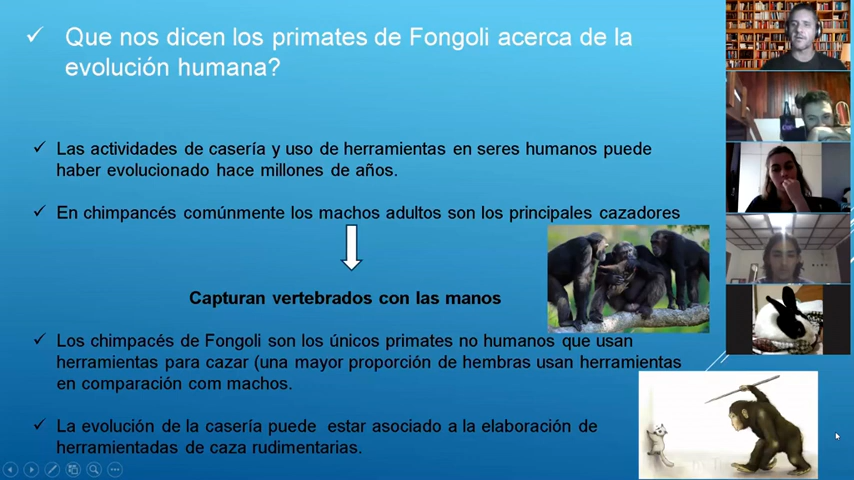 Que nos dicen los primates de Fongoli acerca de la
evolución humana?
Las actividades de casería y uso de herramientas en seres humanos puede
haber evolucionado hace millones de años.
En chimpancés comúnmente los machos adultos son los principales cazadores
Capturan vertebrados con las manos
Los chimpacés de Fongoli son los únicos primates no humanos que usan
herramientas para cazar (una mayor proporción de hembras usan herramientas
en comparación com machos.
La evolución de la casería puede estar asociado a la elaboración de
herramientadas de caza rudimentarias.